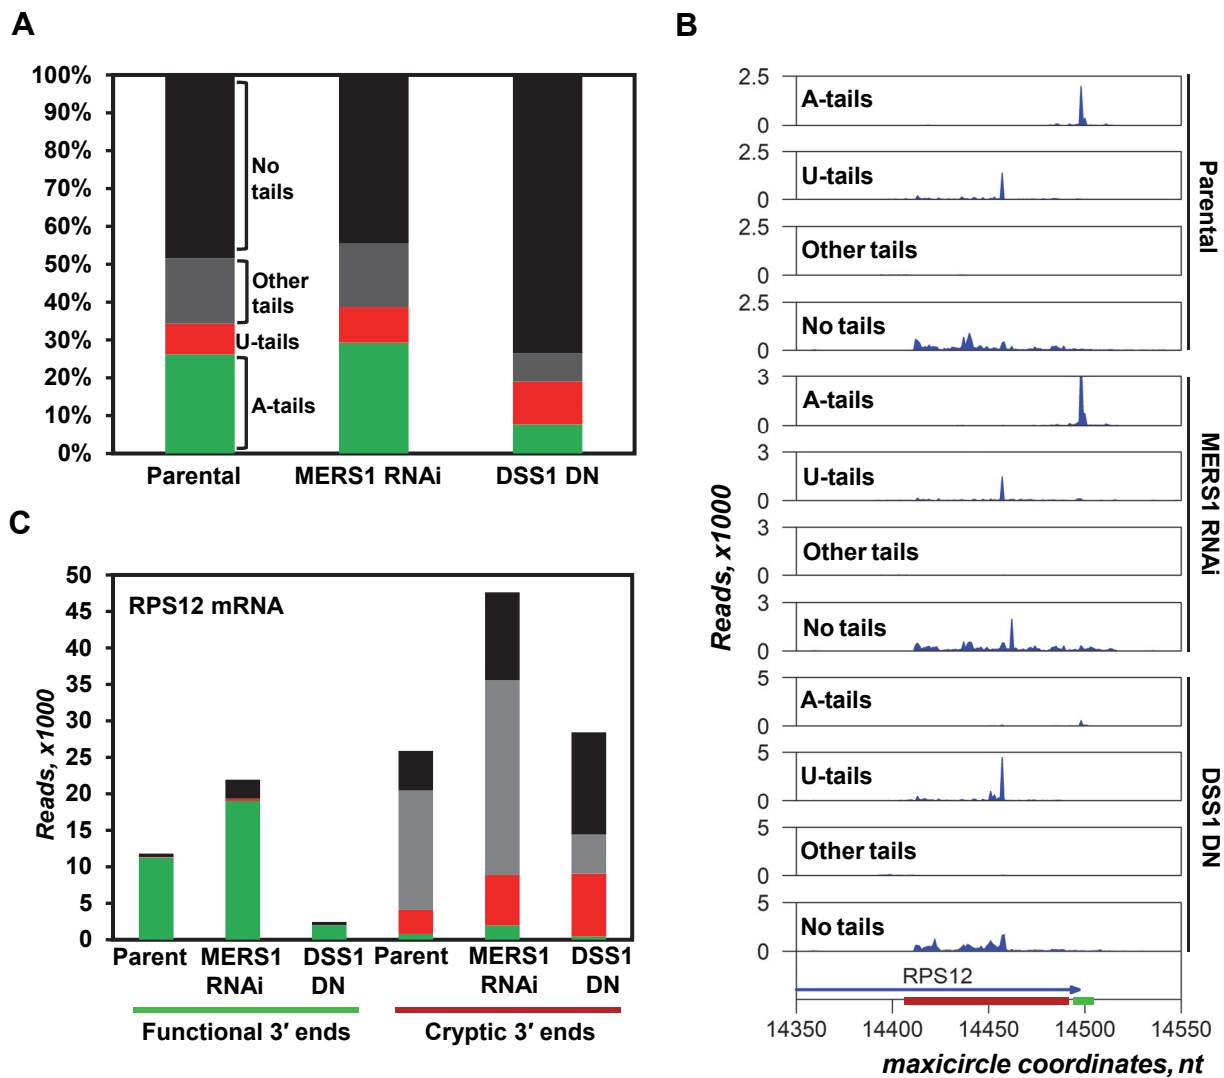 A
100%
90%
80%
70%
60%
50%
40%
30%
20%
10%
0%
No
tails
Other
tails
U-tails
A-tails
Parental
MERS1 RNAi
DSS1 DN
B
2.5
A-tails
0
2.5
U-tails
0
2.5
Other tails
0
2.5
No tails
0
Parental
3
A-tails
0
3
U-tails
0
3
Other tails
0
3
No tails
0
MERS1 RNAi
5
A-tails
0
5
U-tails
0
5
Other tails
0
5
No tails
0
DSS1 DN
Reads, x1000
RPS12
14350 14400 14450 14500 14550
maxicircle coordinates, nt
C
50
45
40
35
30
25
20
15
10
5
0
Reads, x1000
RPS12 mRNA
Parent
MERS1
RNAi
DSS1
DN
Parent
MERS1
RNAi
DSS1
DN
Functional 3′ ends
Cryptic 3′ ends